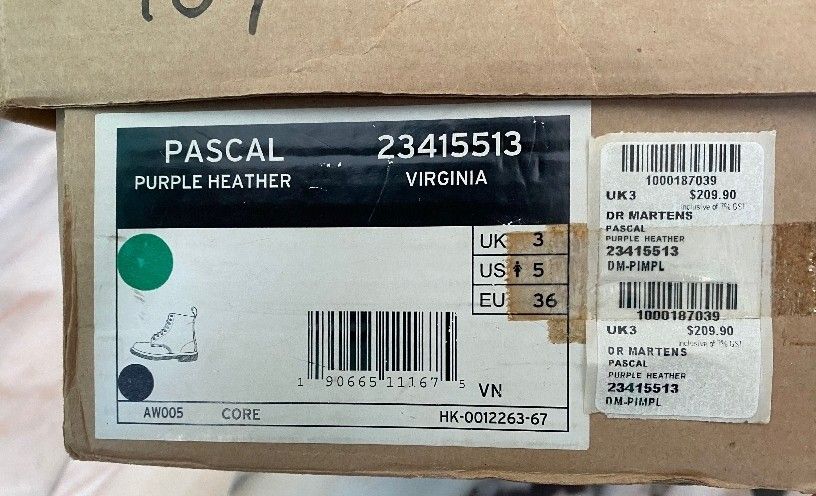 PASCAL 23415513
PURPLE HEATHER VIRGINIA
UK 3
US 5
EU 36
1 90665 11167 5
VN
AW005 CORE HK-0012263-67
1000187039
UK3 $209.90
inclusive of 7% GST
DR MARTENS
PASCAL
PURPLE HEATHER
23415513
DM-PIMPL
1000187039
UK3 $209.90
inclusive of 7% GST
DR MARTENS
PASCAL
PURPLE HEATHER
23415513
DM-PIMPL